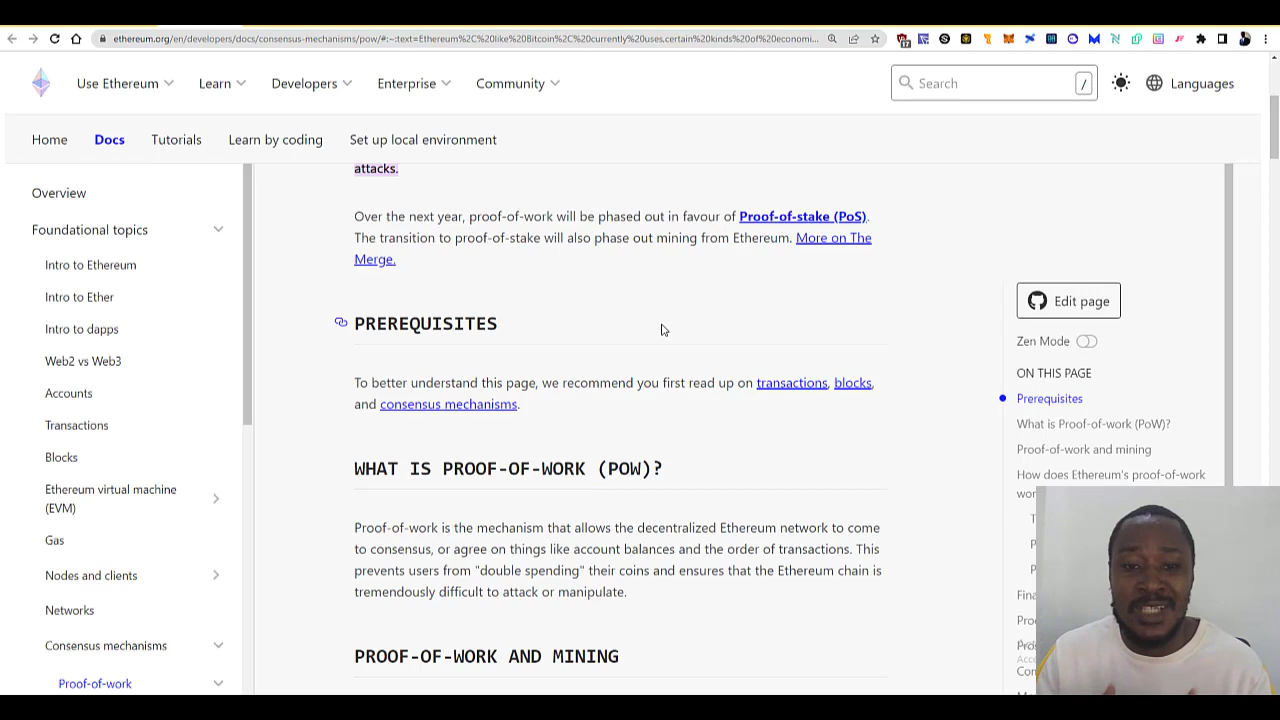 ethereum.org/en/developers/docs/consensus-mechanisms/pow/#:~:text=Ethereum%2C%20like%20Bitcoin%2C%20currently%20uses,certain%20kinds%20of%20economi...
Use Ethereum
Learn
Developers
Enterprise
Community
Search
/
Languages
Home
Docs
Tutorials
Learn by coding
Set up local environment
Overview
Foundational topics
Intro to Ethereum
Intro to Ether
Intro to dapps
Web2 vs Web3
Accounts
Transactions
Blocks
Ethereum virtual machine
(EVM)
Gas
Nodes and clients
Networks
Consensus mechanisms
Proof-of-work
attacks.
Over the next year, proof-of-work will be phased out in favour of Proof-of-stake (PoS).
The transition to proof-of-stake will also phase out mining from Ethereum. More on The
Merge.
PREREQUISITES
To better understand this page, we recommend you first read up on transactions, blocks,
and consensus mechanisms.
WHAT IS PROOF-OF-WORK (POW)?
Proof-of-work is the mechanism that allows the decentralized Ethereum network to come
to consensus, or agree on things like account balances and the order of transactions. This
prevents users from "double spending" their coins and ensures that the Ethereum chain is
tremendously difficult to attack or manipulate.
PROOF-OF-WORK AND MINING
Edit page
Zen Mode
ON THIS PAGE
Prerequisites
What is Proof-of-work (PoW)?
Proof-of-work and mining
How does Ethereum's proof-of-work